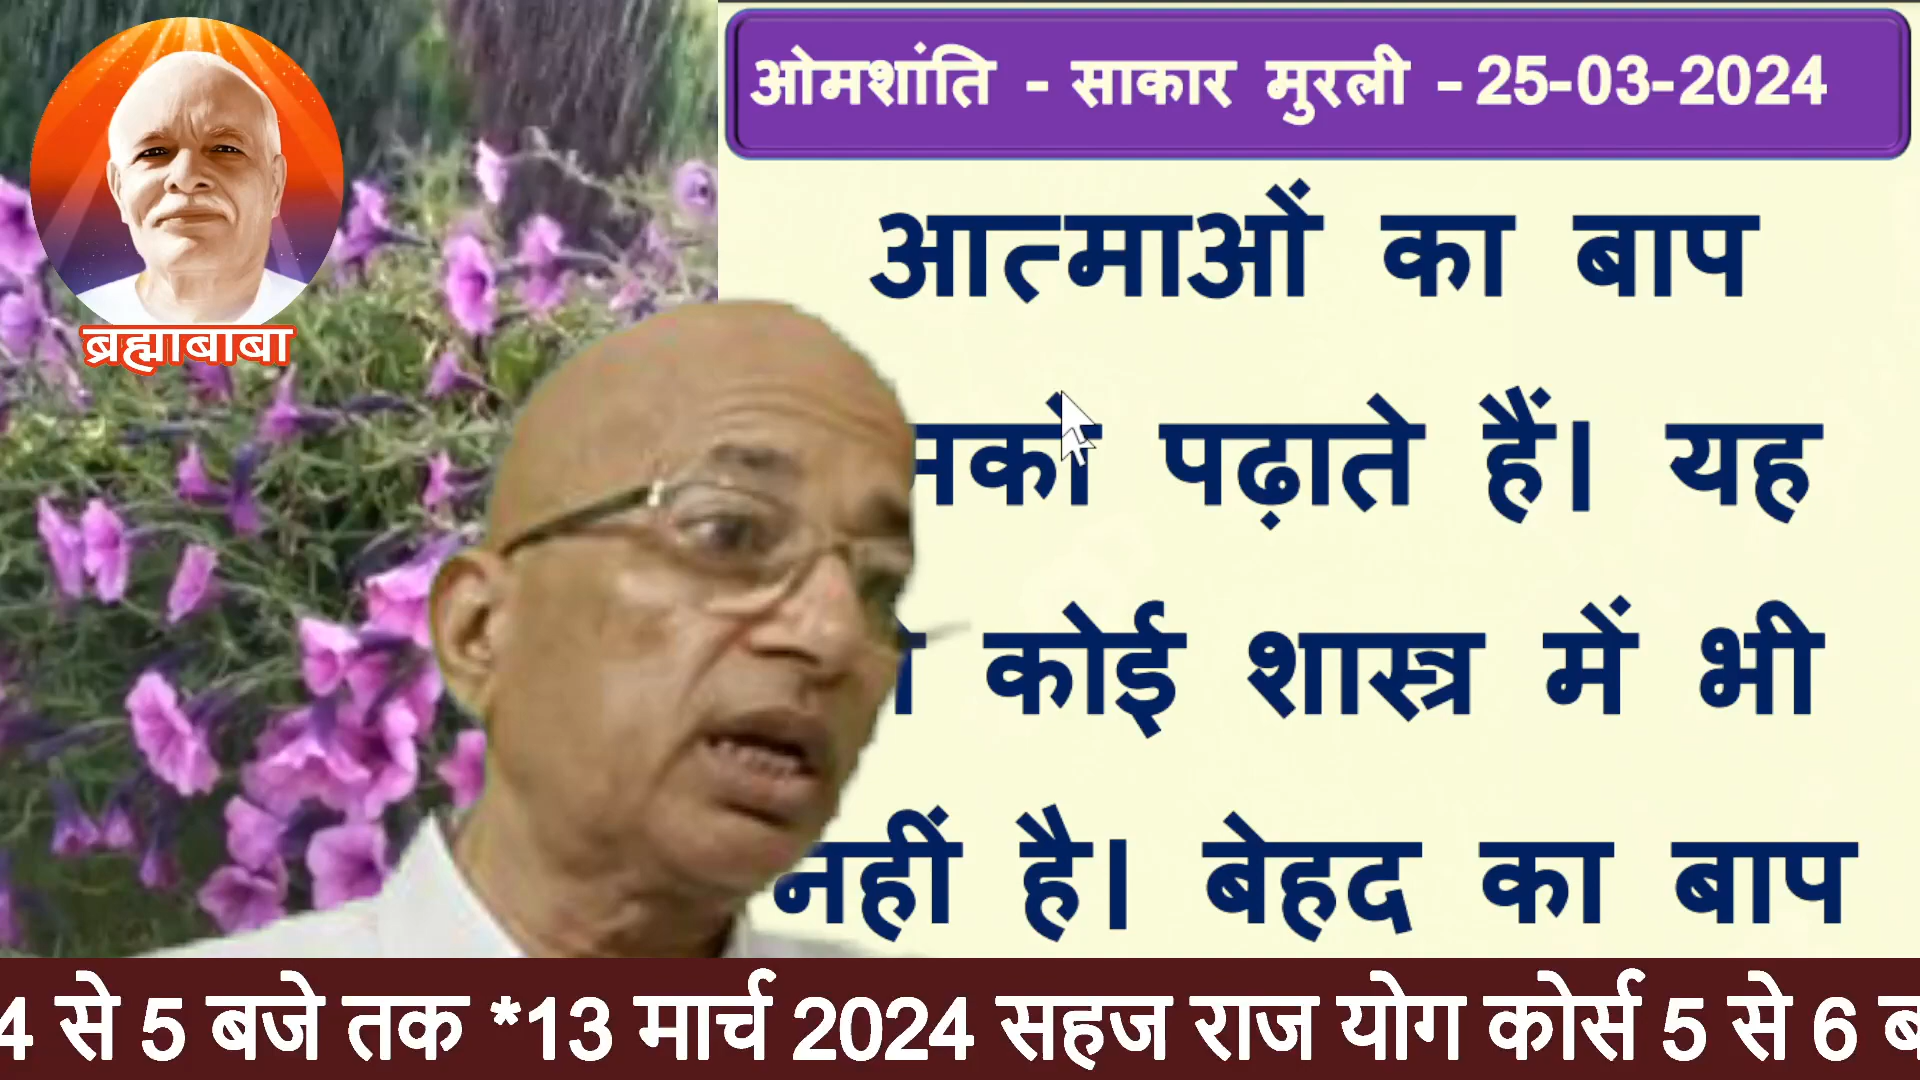 ब्रह्माबाबा
ओमशांति - साकार मुरली - 25-03-2024
आत्माओं का बाप
पढ़ाते हैं। यह
कोई शास्त्र में भी
नहीं है। बेहद का बाप
4 से 5 बजे तक *13 मार्च 2024 सहज राज योग कोर्स 5 से 6